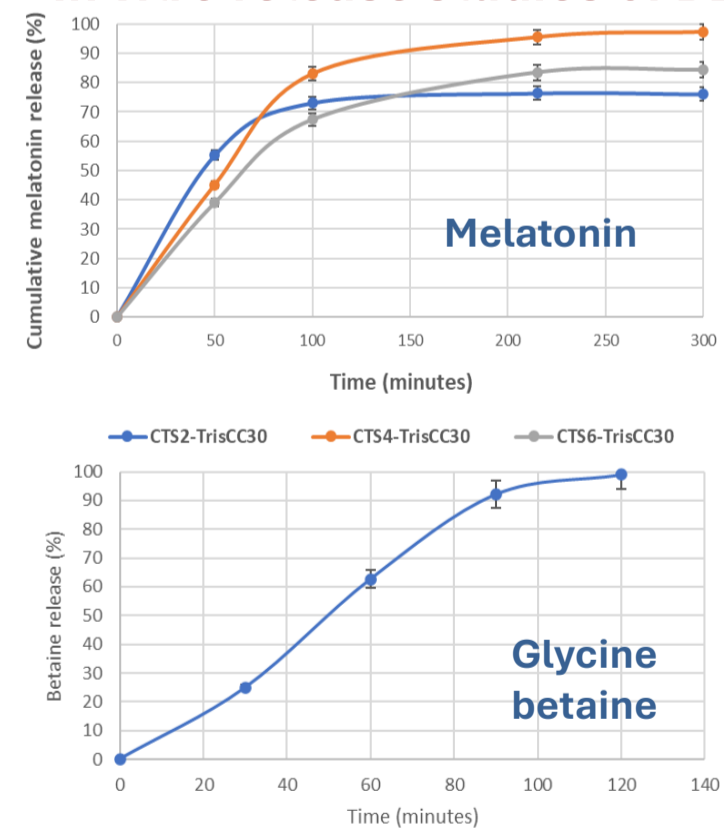 Cumulative melatonin release (%)
100
90
80
70
60
50
40
30
20
10
0
Melatonin
0 50 100 150 200 250 300
Time (minutes)
CTS2-TrisCC30 CTS4-TrisCC30 CTS6-TrisCC30
Betaine release (%)
100
90
80
70
60
50
40
30
20
10
0
Glycine
betaine
0 20 40 60 80 100 120 140
Time (minutes)